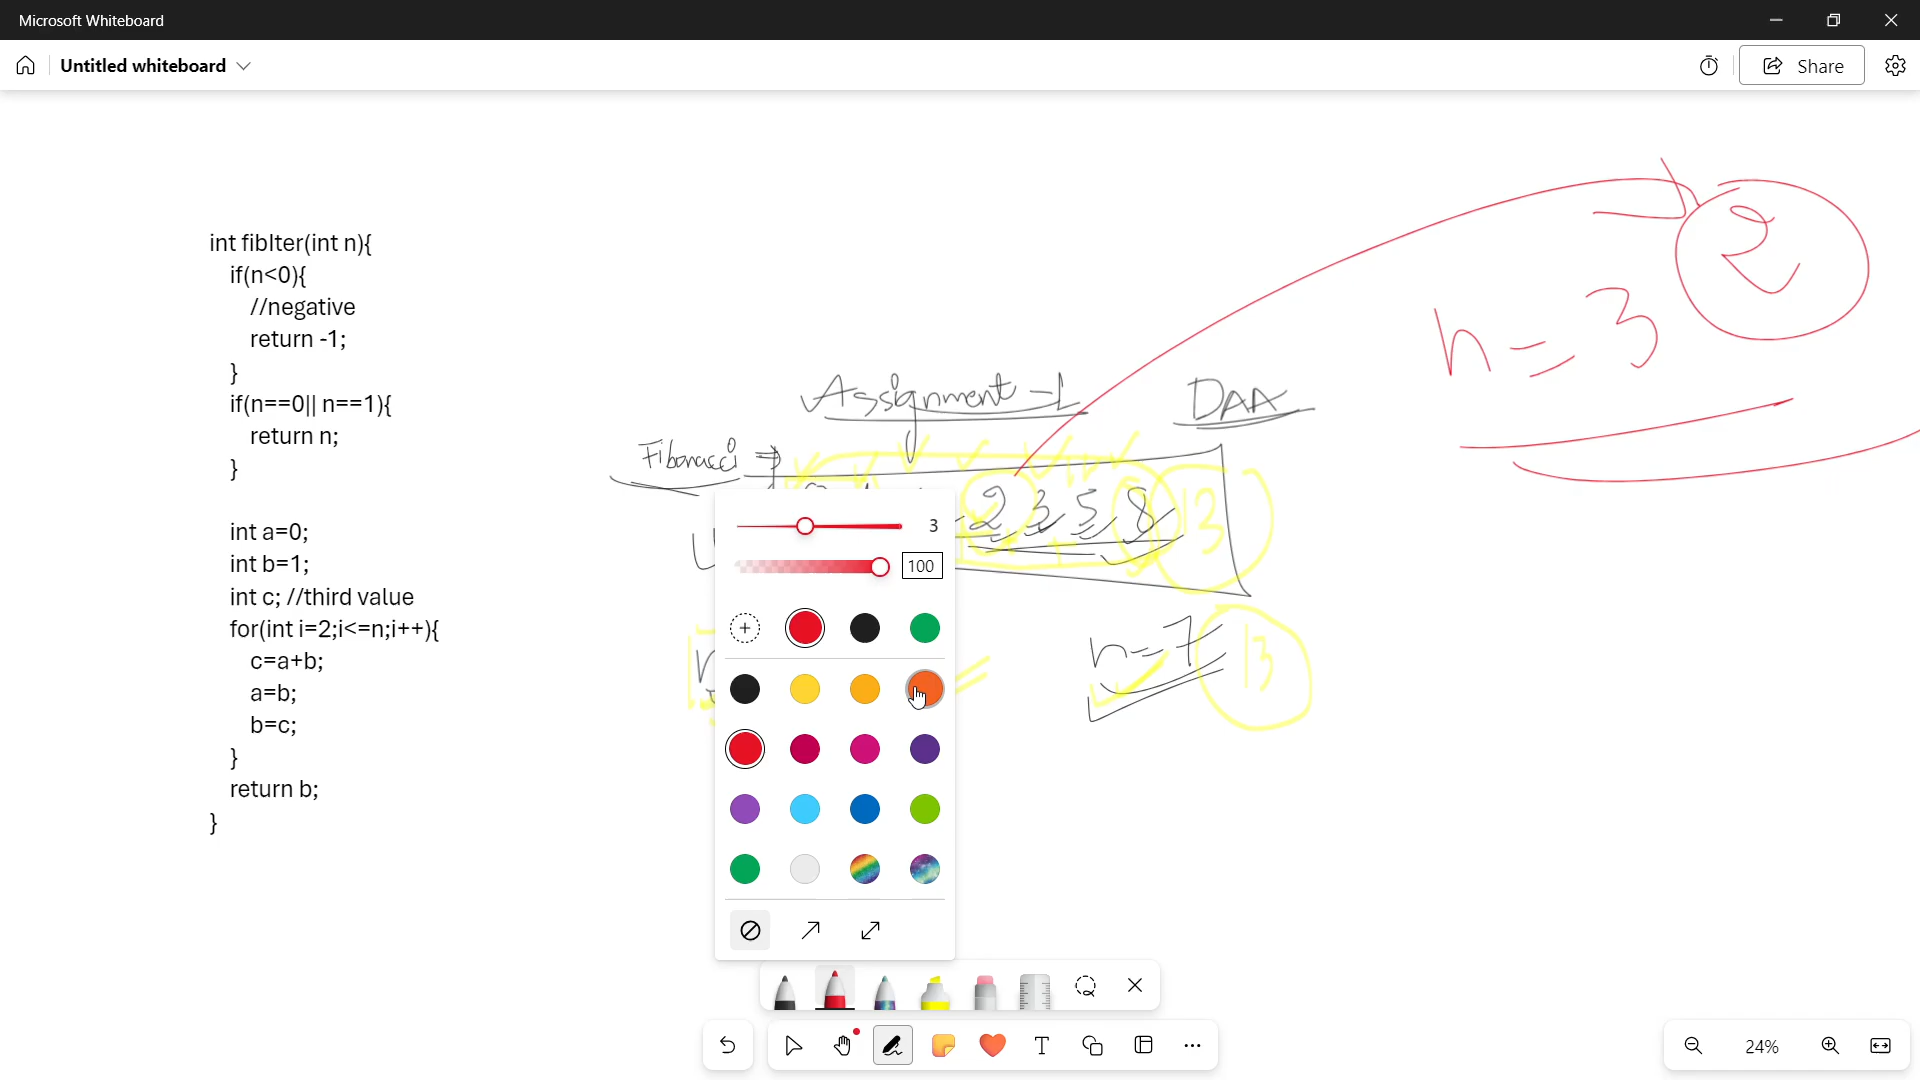 Microsoft Whiteboard
Untitled whiteboard
Share
int fibIter(int n){
if(n<0){
//negative
return -1;
}
if(n==0|| n==1){
return n;
}
int a=0;
int b=1;
int c; //third value
for(int i=2;i<=n;i++){
c=a+b;
a=b;
b=c;
}
return b;
}
2
n=3
Assignment-1
DAA
Fibonacci ⇒
2 3, 5, 8 13
n=7 13
3
100
24%